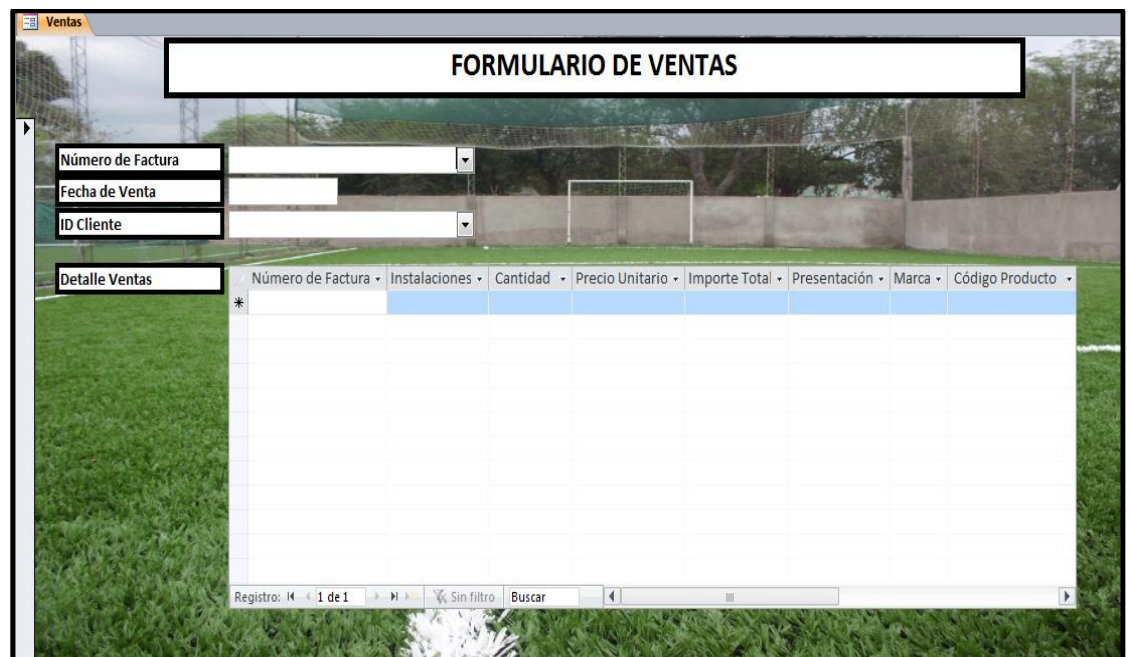 Ventas
FORMULARIO DE VENTAS
Número de Factura
Fecha de Venta
ID Cliente
Detalle Ventas
Número de Factura Instalaciones Cantidad Precio Unitario Importe Total Presentación Marca Código Producto
Registro: 1 de 1 Sin filtro Buscar